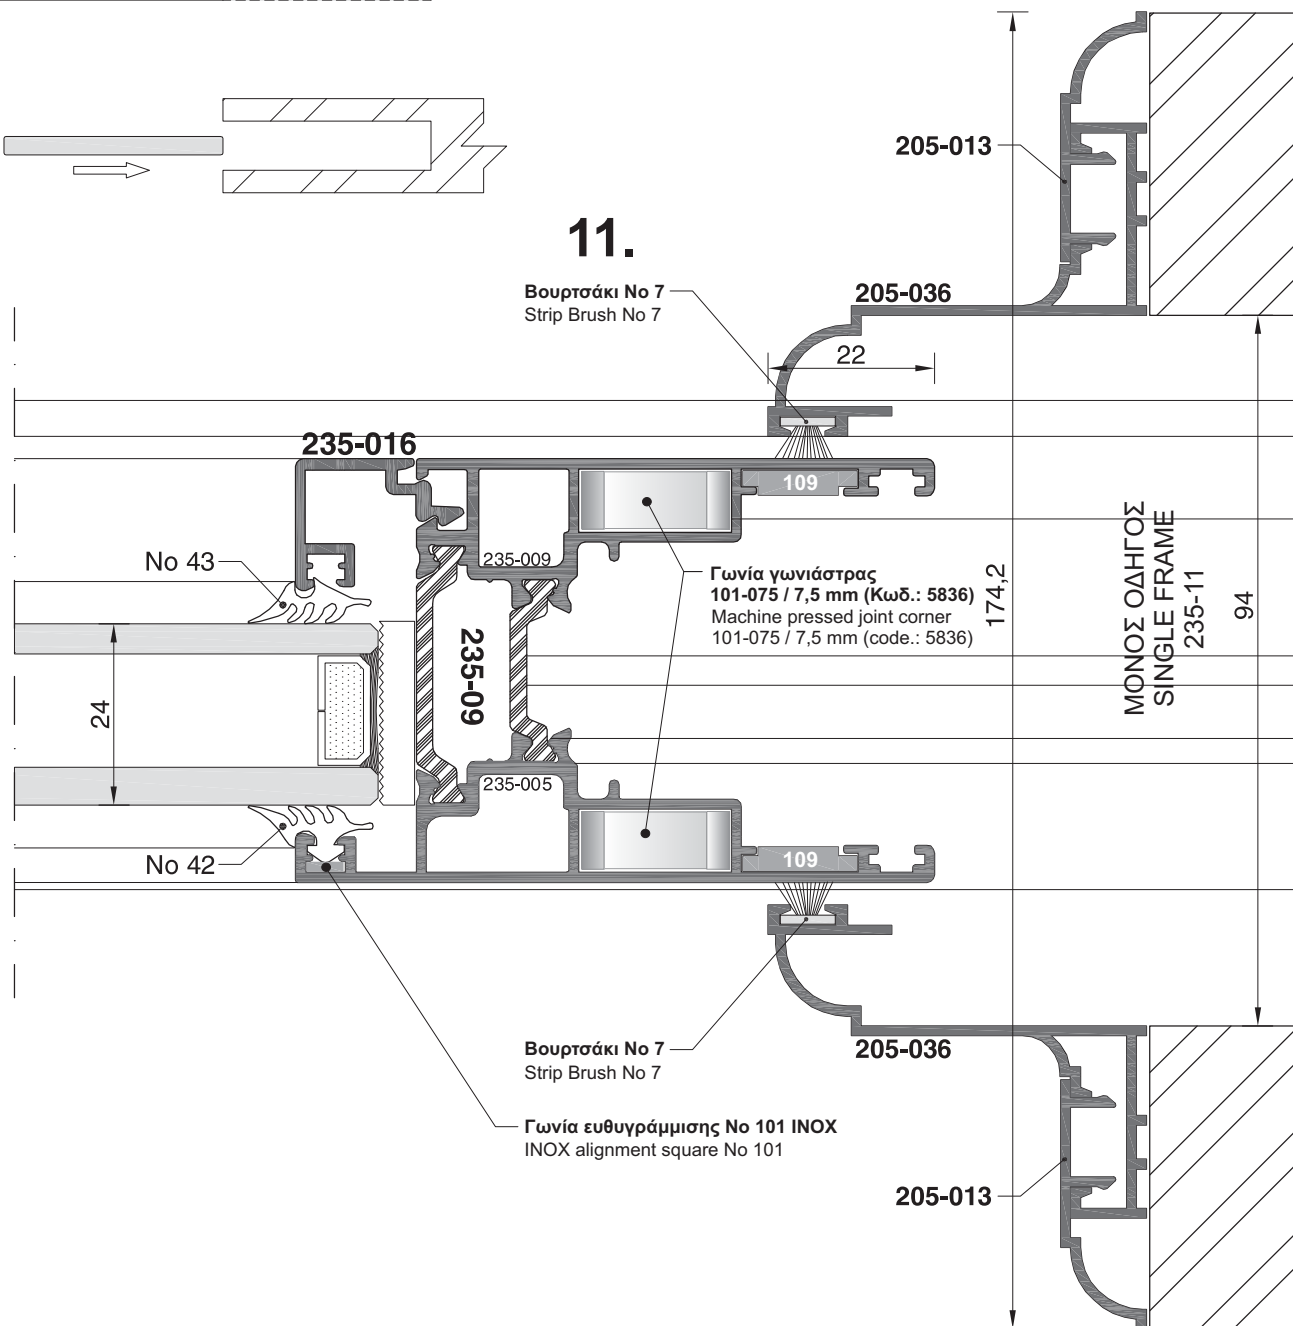 205-013
11.
Βουρτσάκι No 7
Strip Brush No 7
205-036
22
235-016
109
No 43
235-009
Γωνία γωνιάστρας
101-075 / 7,5 mm (Κωδ.: 5836)
Machine pressed joint corner
101-075 / 7,5 mm (code.: 5836)
174,2
ΜΟΝΟΣ ΟΔΗΓΟΣ
SINGLE FRAME
235-11
94
24
235-09
235-005
No 42
109
Βουρτσάκι No 7
Strip Brush No 7
205-036
Γωνία ευθυγράμμισης No 101 INOX
INOX alignment square No 101
205-013